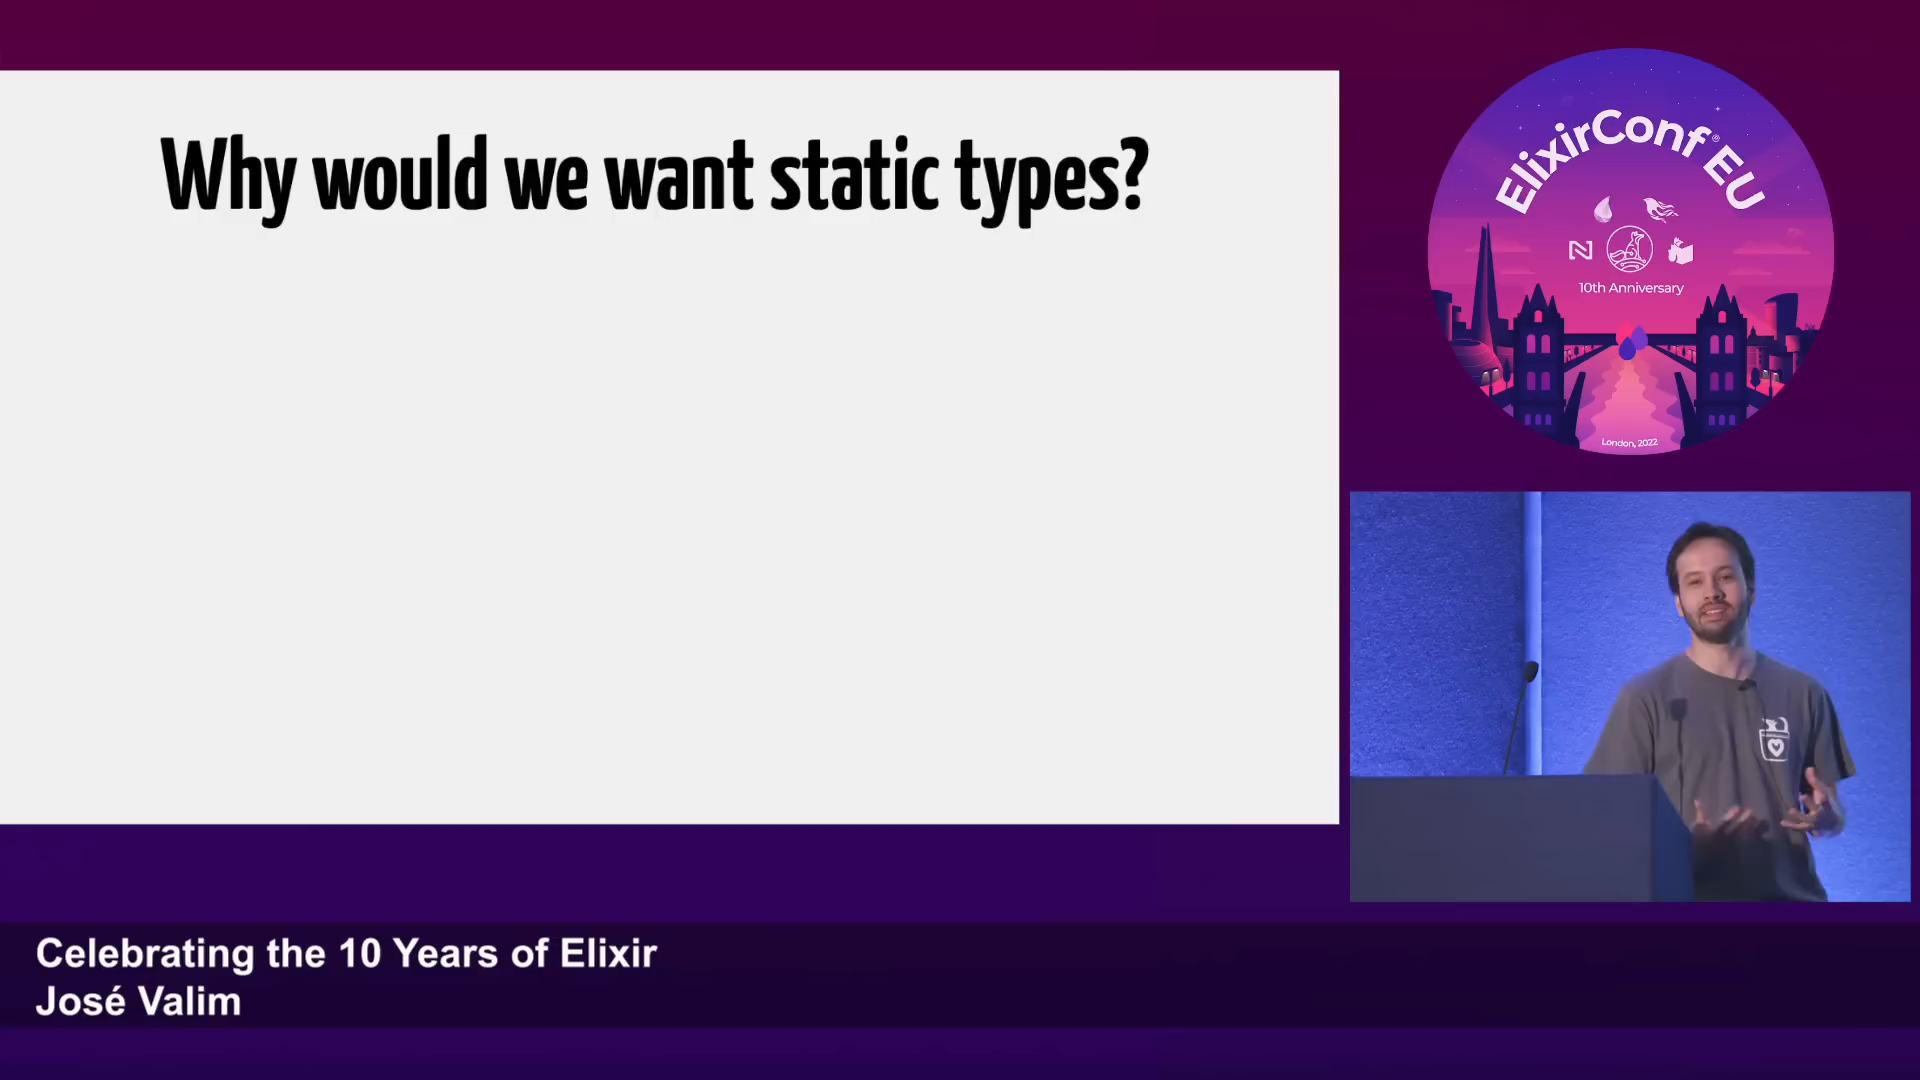 Why would we want static types?
ElixirConf® EU
10th Anniversary
London, 2022
Celebrating the 10 Years of Elixir
José Valim